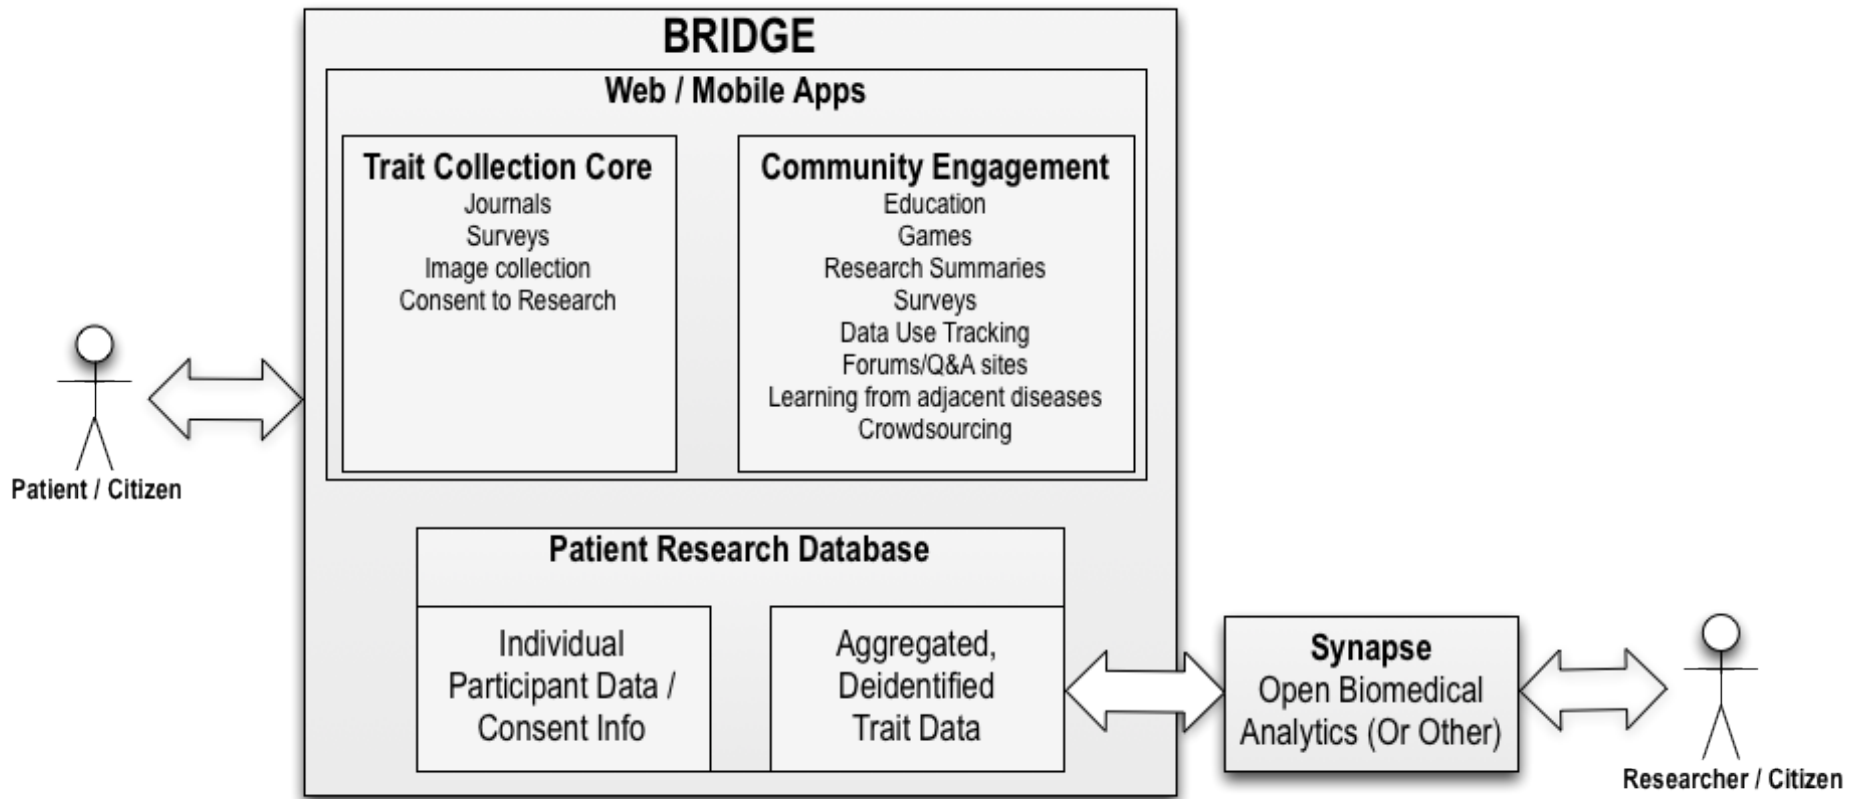 BRIDGE
Web / Mobile Apps
Trait Collection Core
Journals
Surveys
Image collection
Consent to Research
Community Engagement
Education
Games
Research Summaries
Surveys
Data Use Tracking
Forums/Q&A sites
Learning from adjacent diseases
Crowdsourcing
Patient / Citizen
Patient Research Database
Individual
Participant Data /
Consent Info
Aggregated,
Deidentified
Trait Data
Synapse
Open Biomedical
Analytics (Or Other)
Researcher / Citizen